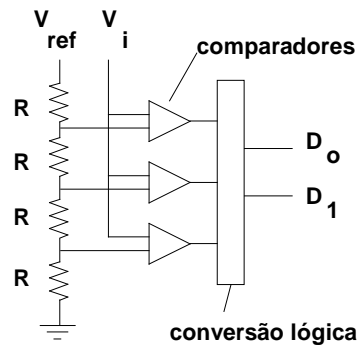 V ref
V i
comparadores
R
R
R
R
D o
D 1
conversão lógica